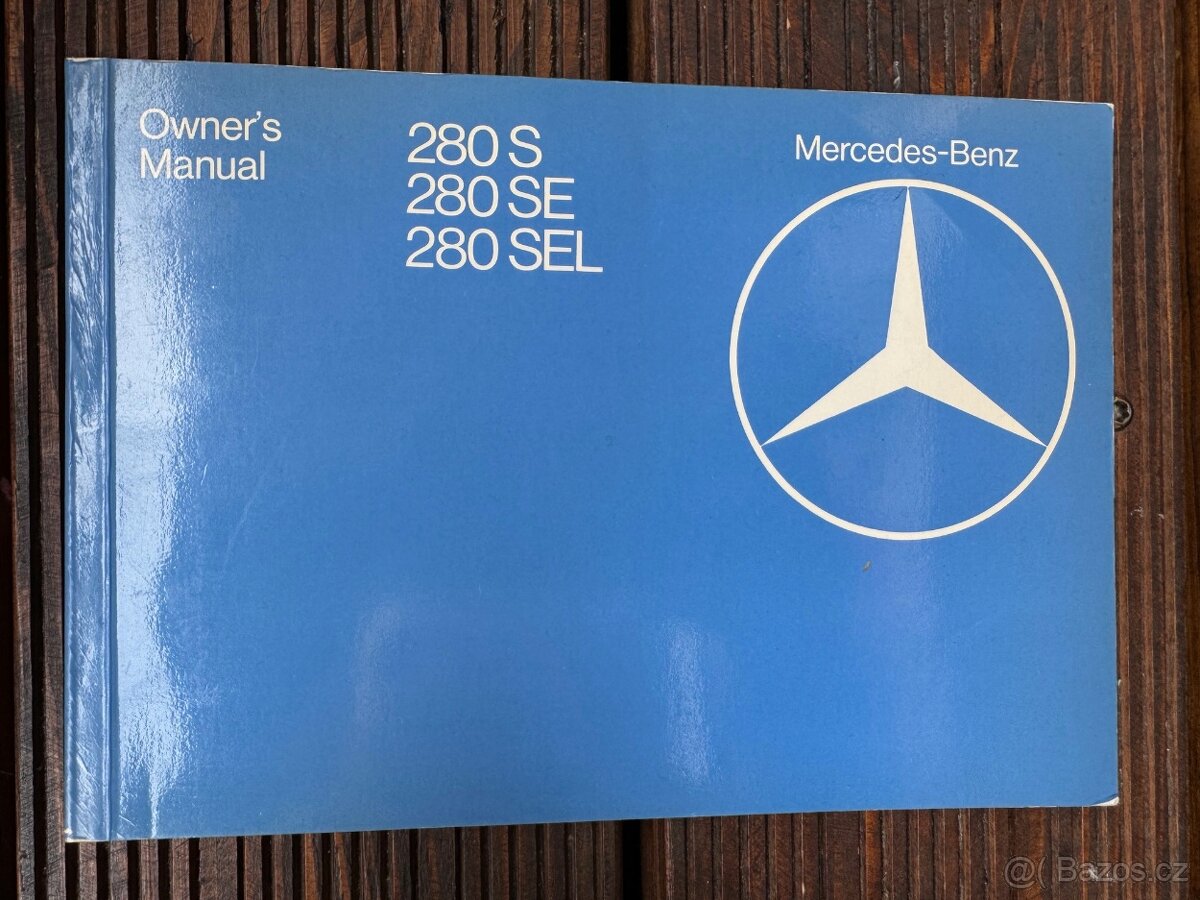 Owner's
Manual
280 S
280 SE
280 SEL
Mercedes-Benz
@( Bazos.cz